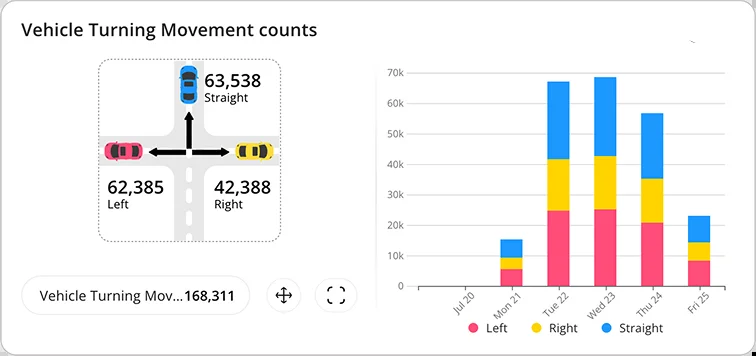 Vehicle Turning Movement counts
63,538
Straight
62,385
Left
42,388
Right
Vehicle Turning Mov...168,311
70k
60k
50k
40k
30k
20k
10k
0
Jul 20
Mon 21
Tue 22
Wed 23
Thu 24
Fri 25
Left
Right
Straight